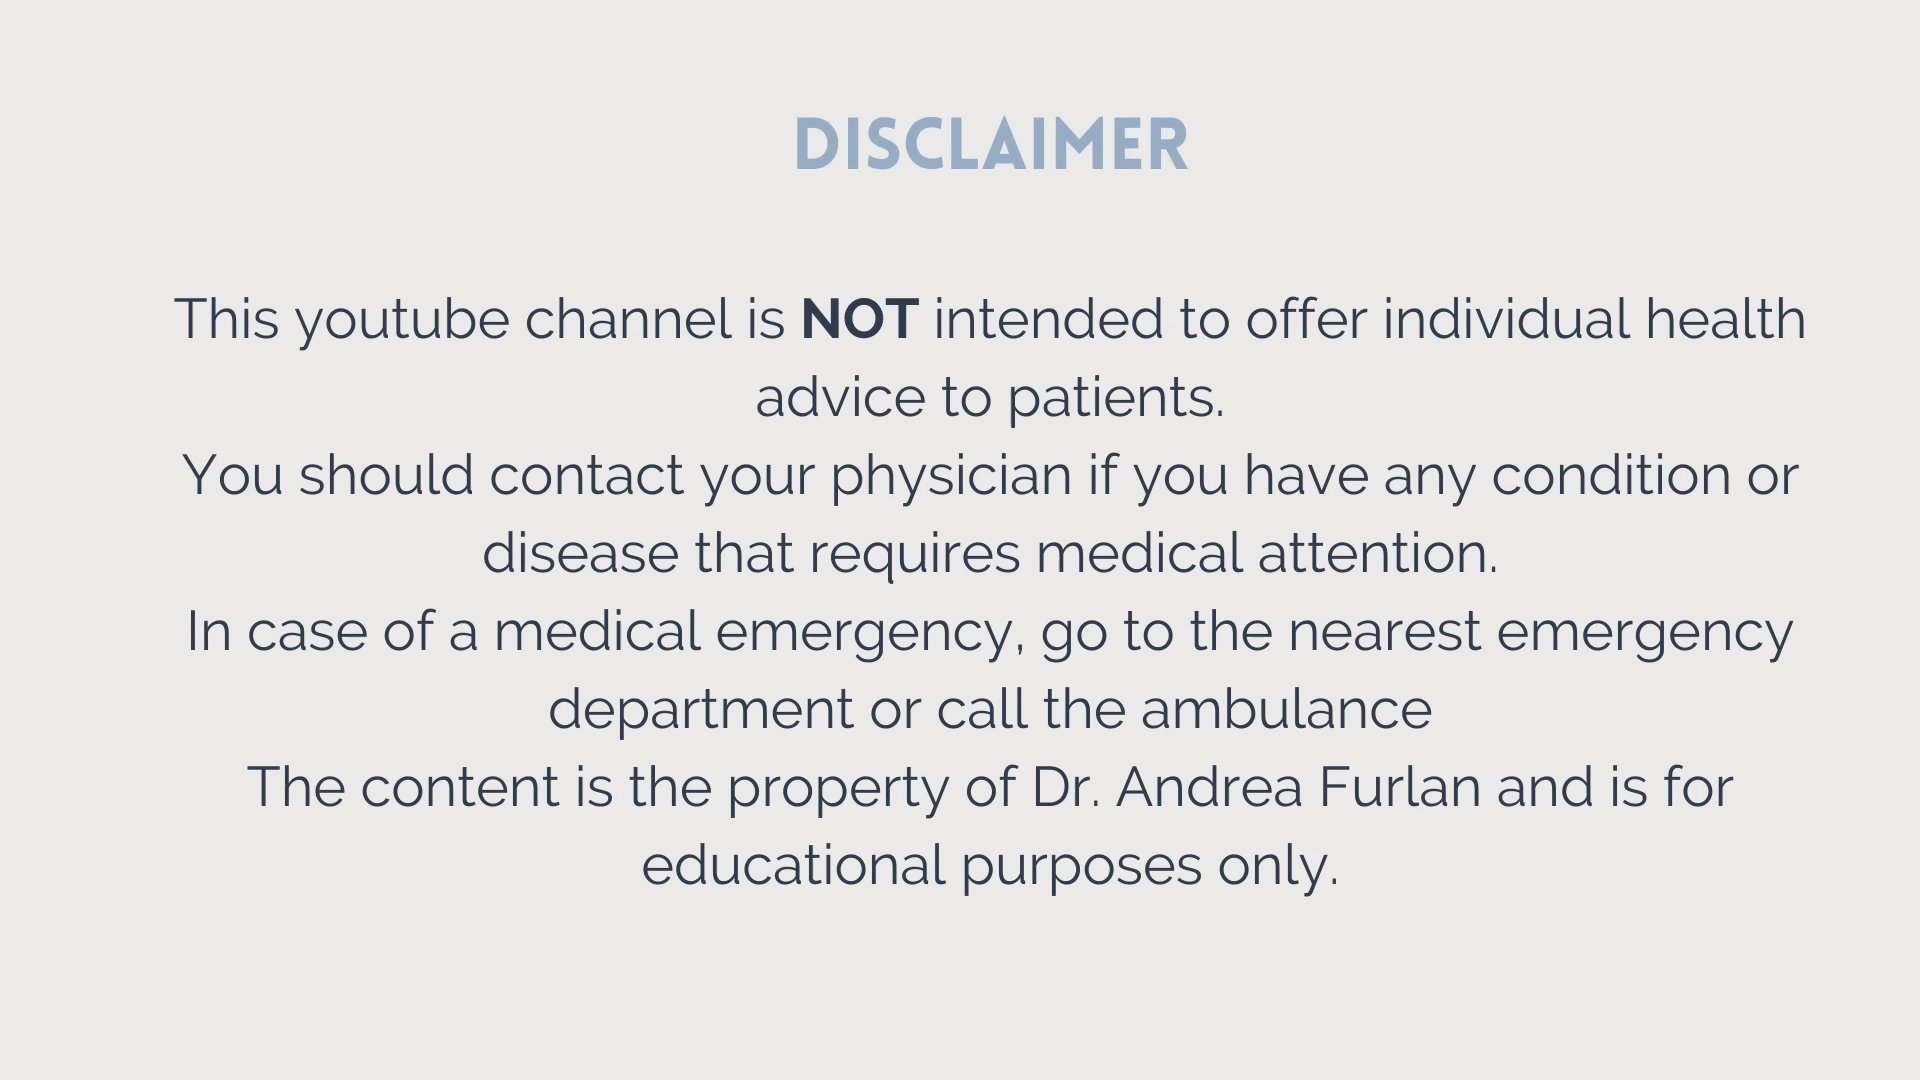 DISCLAIMER
This youtube channel is NOT intended to offer individual health
advice to patients.
You should contact your physician if you have any condition or
disease that requires medical attention.
In case of a medical emergency, go to the nearest emergency
department or call the ambulance
The content is the property of Dr. Andrea Furlan and is for
educational purposes only.